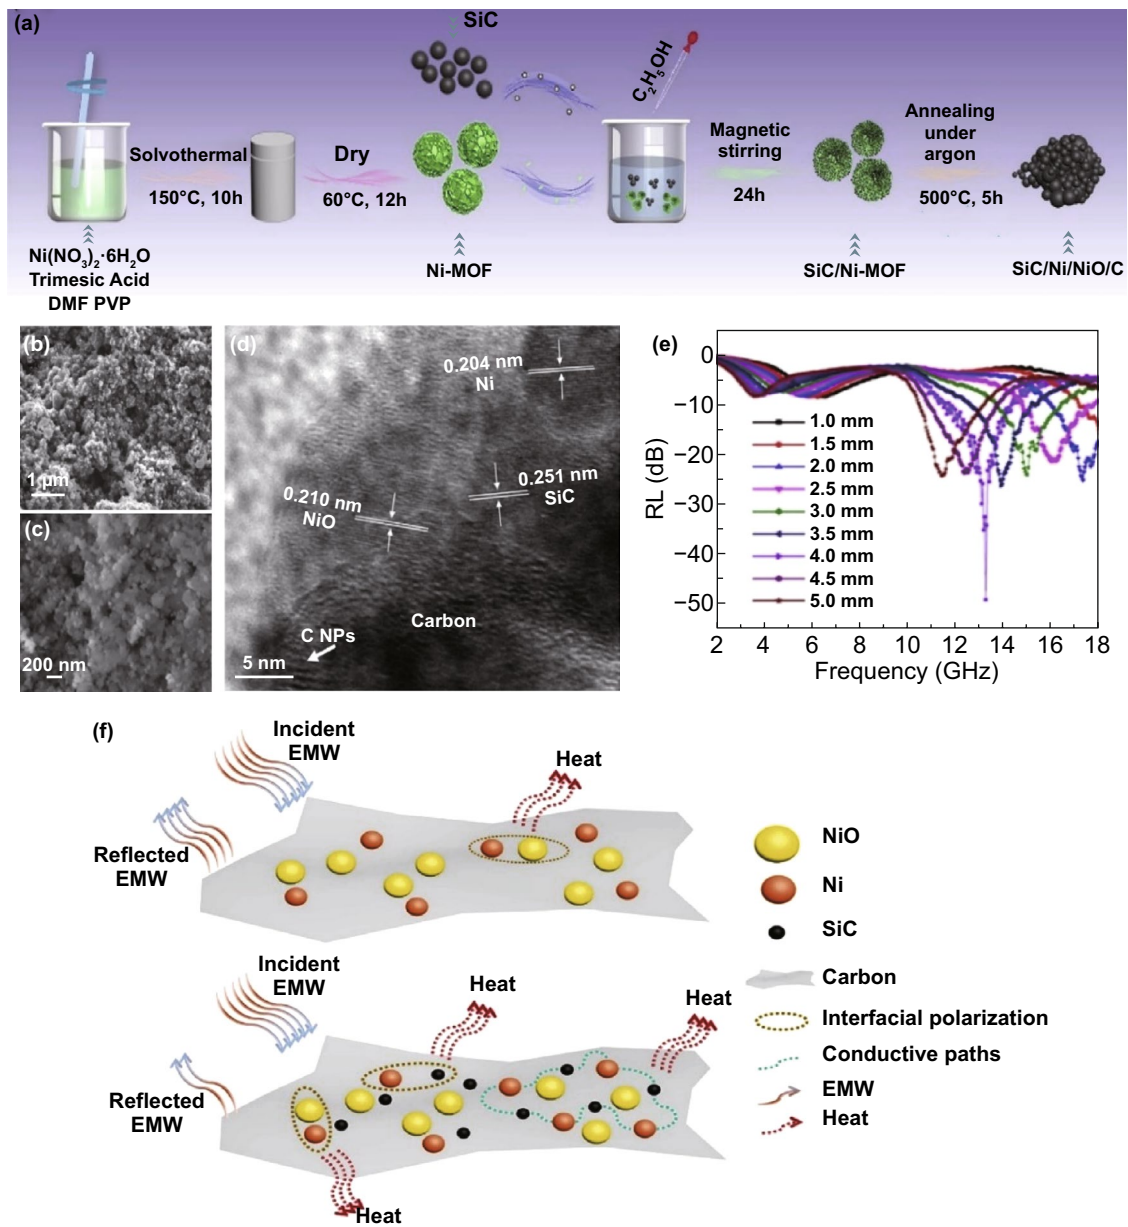 (a)
SiC
C₂H₅OH
Solvothermal
150°C, 10h
Dry
60°C, 12h
Magnetic
stirring
24h
Annealing
under
argon
500°C, 5h
Ni(NO₃)₂·6H₂O
Trimesic Acid
DMF PVP
Ni-MOF
SiC/Ni-MOF
SiC/Ni/NiO/C
(b)
1 μm
(c)
200 nm
(d)
0.204 nm
Ni
0.251 nm
SiC
0.210 nm
NiO
Carbon
C NPs
5 nm
(e)
RL (dB)
0
−10
−20
−30
−40
−50
1.0 mm
1.5 mm
2.0 mm
2.5 mm
3.0 mm
3.5 mm
4.0 mm
4.5 mm
5.0 mm
2 4 6 8 10 12 14 16 18
Frequency (GHz)
(f)
Incident
EMW
Reflected
EMW
Heat
Incident
EMW
Reflected
EMW
Heat
Heat
Heat
NiO
Ni
SiC
Carbon
Interfacial polarization
Conductive paths
EMW
Heat